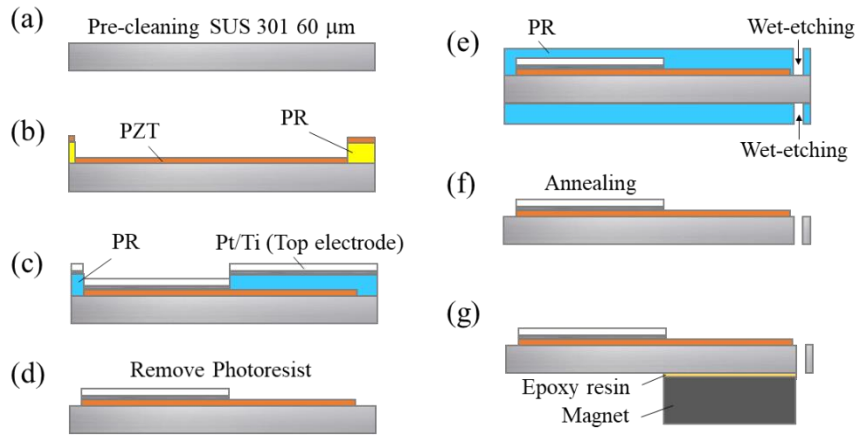 (a)
Pre-cleaning SUS 301 60 μm
(b)
PZT
PR
(c)
PR
Pt/Ti (Top electrode)
(d)
Remove Photoresist
(e)
PR
Wet-etching
Wet-etching
(f)
Annealing
(g)
Epoxy resin
Magnet